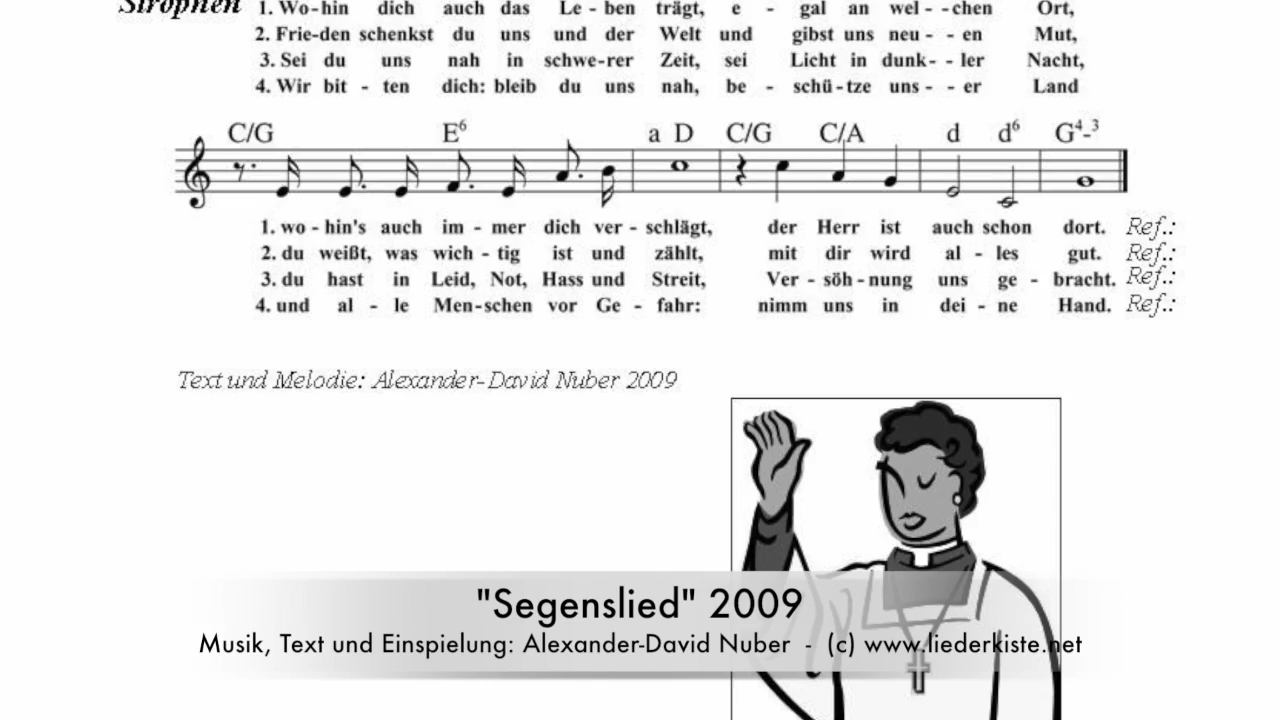 Strophen 1. Wo-hin dich auch das Le - ben trägt, e - gal an wel - - chen Ort,
2. Frie-den schenkst du uns und der Welt und gibst uns neu - - en Mut,
3. Sei du uns nah in schwe-rer Zeit, sei Licht in dunk- - ler Nacht,
4. Wir bit - ten dich: bleib du uns nah, be - schü-tze uns - - er Land
C/G E6 a D C/G C/A d d6 G4-3
1. wo - hin's auch im - mer dich ver - schlägt, der Herr ist auch schon dort. Ref.:
2. du weißt, was wich - tig ist und zählt, mit dir wird al - les gut. Ref.:
3. du hast in Leid, Not, Hass und Streit, Ver - söh-nung uns ge - bracht. Ref.:
4. und al - le Men-schen vor Ge - fahr: nimm uns in dei - ne Hand. Ref.:
Text und Melodie: Alexander-David Nuber 2009
"Segenslied" 2009
Musik, Text und Einspielung: Alexander-David Nuber - (c) www.liederkiste.net